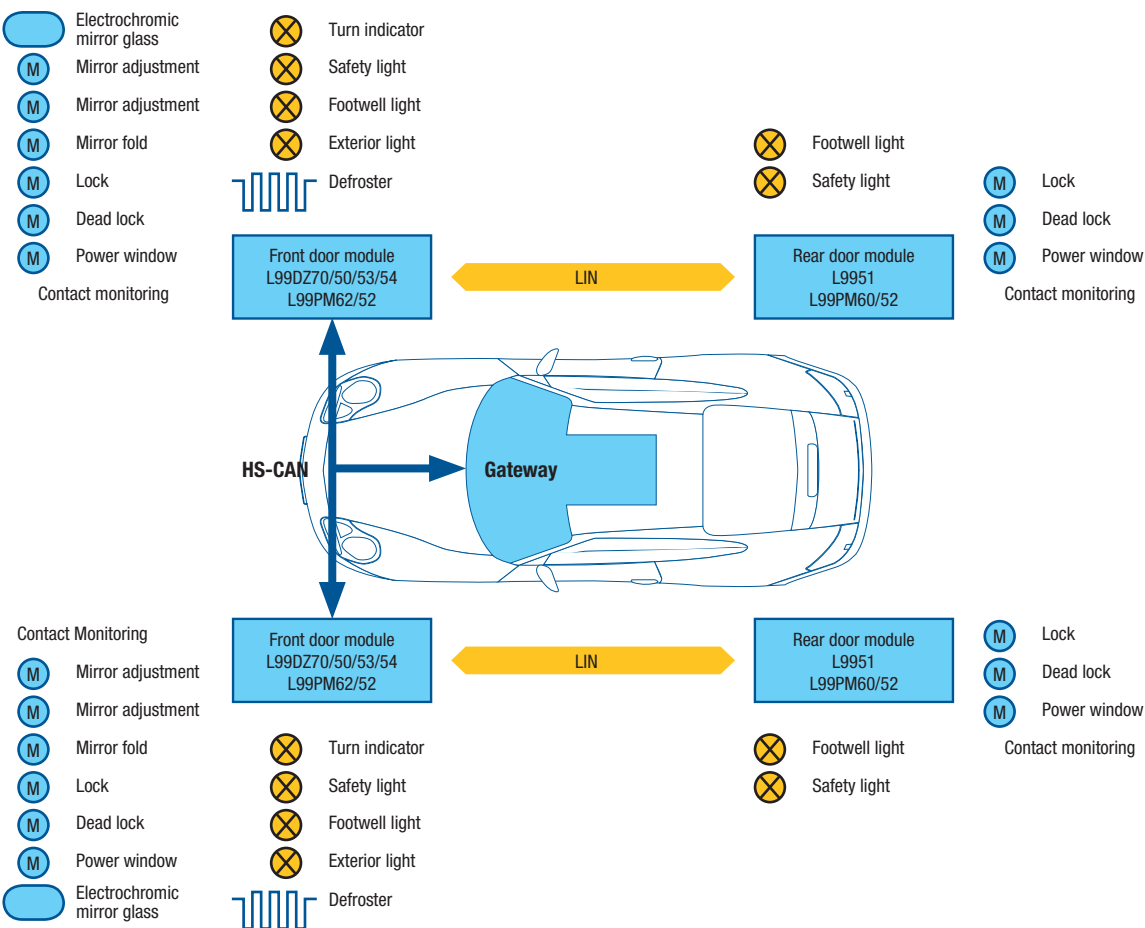 Electrochromic
mirror glass
M Mirror adjustment
M Mirror adjustment
M Mirror fold
M Lock
M Dead lock
M Power window
Contact monitoring
Turn indicator
Safety light
Footwell light
Exterior light
Defroster
Footwell light
Safety light
M Lock
M Dead lock
M Power window
Contact monitoring
Front door module
L99DZ70/50/53/54
L99PM62/52
LIN
Rear door module
L9951
L99PM60/52
HS-CAN
Gateway
Front door module
L99DZ70/50/53/54
L99PM62/52
LIN
Rear door module
L9951
L99PM60/52
Contact Monitoring
M Mirror adjustment
M Mirror adjustment
M Mirror fold
M Lock
M Dead lock
M Power window
Electrochromic
mirror glass
Turn indicator
Safety light
Footwell light
Exterior light
Defroster
Footwell light
Safety light
M Lock
M Dead lock
M Power window
Contact monitoring